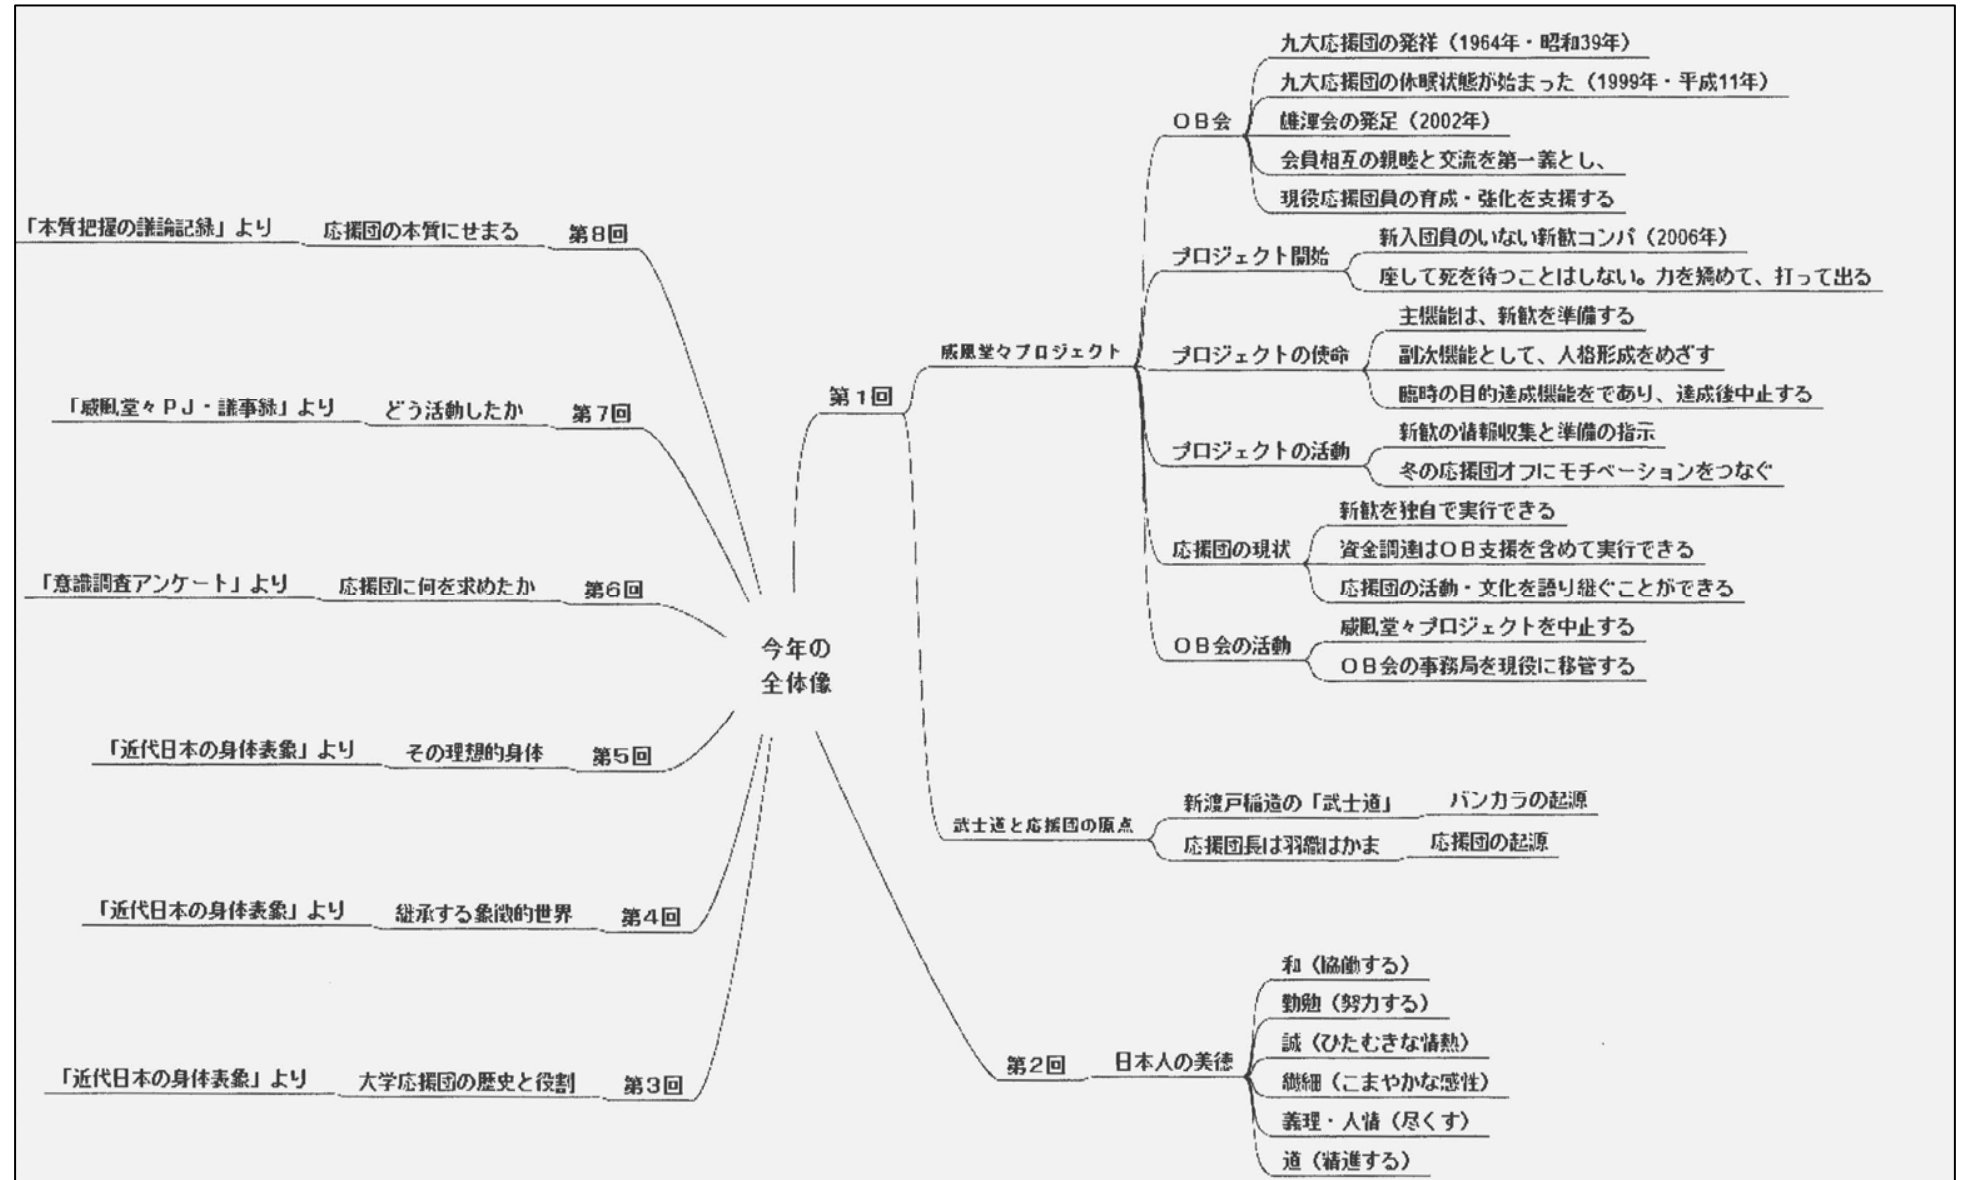 今年の
全体像
第1回
威風堂々プロジェクト
OB会
九大応援団の発祥（1964年・昭和39年）
九大応援団の休眠状態が始まった（1999年・平成11年）
雄渾会の発足（2002年）
会員相互の親睦と交流を第一義とし、
現役応援団員の育成・強化を支援する
プロジェクト開始
新入団員のいない新歓コンパ（2006年）
座して死を待つことはしない。力を矯めて、打って出る
プロジェクトの使命
主機能は、新歓を準備する
副次機能として、人格形成をめざす
臨時の目的達成機能をであり、達成後中止する
プロジェクトの活動
新歓の情報収集と準備の指示
冬の応援団オフにモチベーションをつなぐ
応援団の現状
新歓を独自で実行できる
資金調達はOB支援を含めて実行できる
応援団の活動・文化を語り継ぐことができる
OB会の活動
威風堂々プロジェクトを中止する
OB会の事務局を現役に移管する
武士道と応援団の原点
新渡戸稲造の「武士道」 バンカラの起源
応援団長は羽織はかま 応援団の起源
第2回 日本人の美徳
和（協働する）
勤勉（努力する）
誠（ひたむきな情熱）
繊細（こまやかな感性）
義理・人情（尽くす）
道（精進する）
「近代日本の身体表象」より 大学応援団の歴史と役割 第3回
「近代日本の身体表象」より 継承する象徴的世界 第4回
「近代日本の身体表象」より その理想的身体 第5回
「意識調査アンケート」より 応援団に何を求めたか 第6回
「威風堂々PJ・議事録」より どう活動したか 第7回
「本質把握の議論記録」より 応援団の本質にせまる 第8回